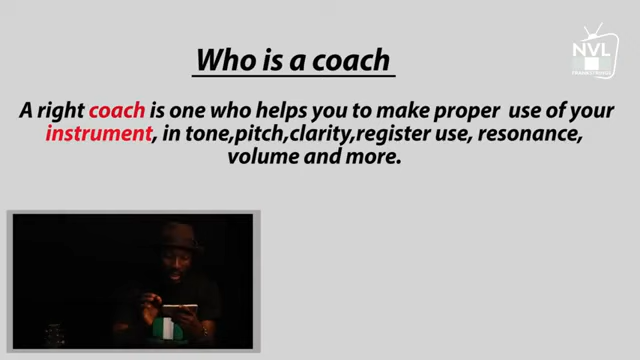 Who is a coach
NVL
A right coach is one who helps you to make proper use of your
instrument, in tone,pitch,clarity,register use, resonance,
volume and more.